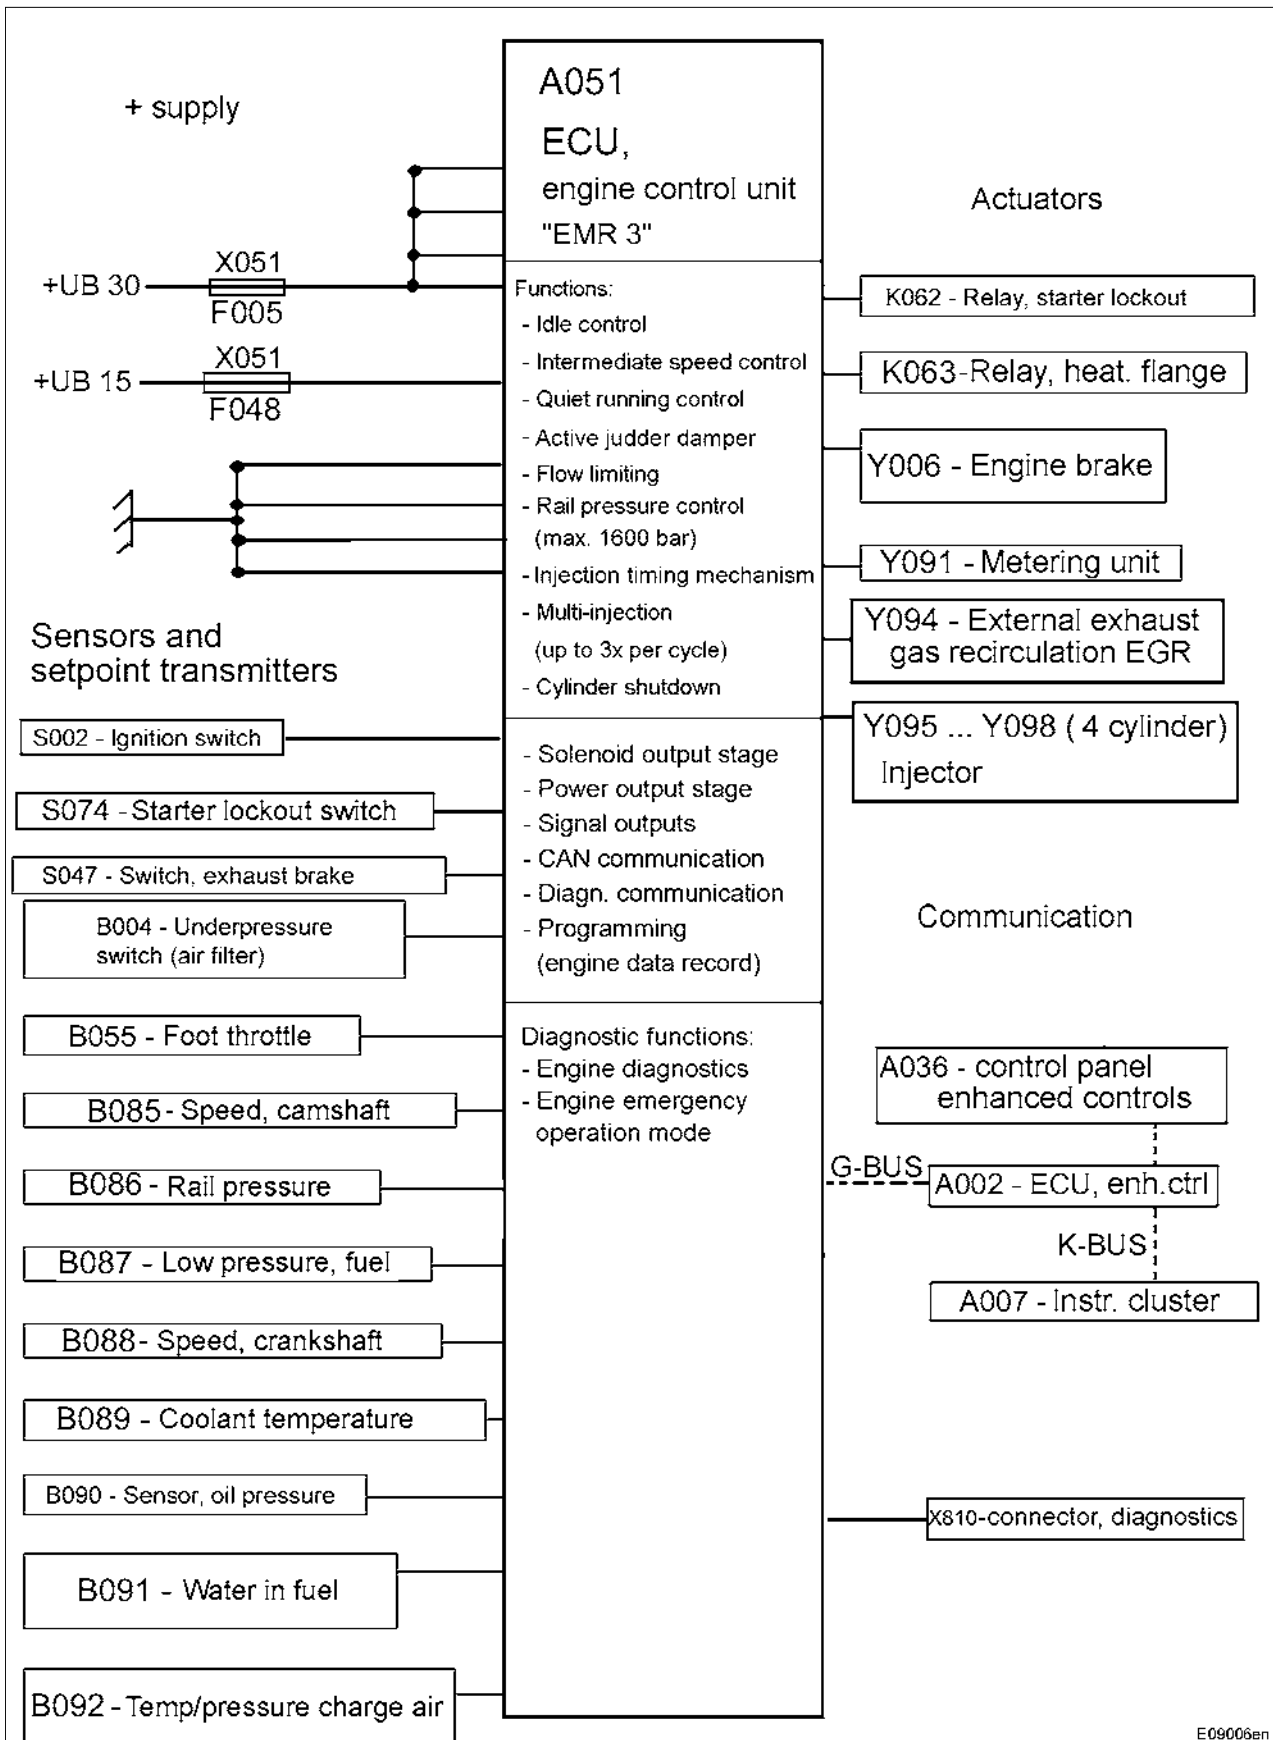 + supply
+UB 30
X051
F005
+UB 15
X051
F048
Sensors and
setpoint transmitters
S002 - Ignition switch
S074 - Starter lockout switch
S047 - Switch, exhaust brake
B004 - Underpressure
switch (air filter)
B055 - Foot throttle
B085 - Speed, camshaft
B086 - Rail pressure
B087 - Low pressure, fuel
B088 - Speed, crankshaft
B089 - Coolant temperature
B090 - Sensor, oil pressure
B091 - Water in fuel
B092 - Temp/pressure charge air
A051
ECU,
engine control unit
"EMR 3"
Functions:
- Idle control
- Intermediate speed control
- Quiet running control
- Active judder damper
- Flow limiting
- Rail pressure control
(max. 1600 bar)
- Injection timing mechanism
- Multi-injection
(up to 3x per cycle)
- Cylinder shutdown
- Solenoid output stage
- Power output stage
- Signal outputs
- CAN communication
- Diagn. communication
- Programming
(engine data record)
Diagnostic functions:
- Engine diagnostics
- Engine emergency
operation mode
Actuators
K062 - Relay, starter lockout
K063-Relay, heat. flange
Y006 - Engine brake
Y091 - Metering unit
Y094 - External exhaust
gas recirculation EGR
Y095 ... Y098 ( 4 cylinder)
Injector
Communication
A036 - control panel
enhanced controls
G-BUS
A002 - ECU, enh.ctrl
K-BUS
A007 - Instr. cluster
X810-connector, diagnostics
E09006en